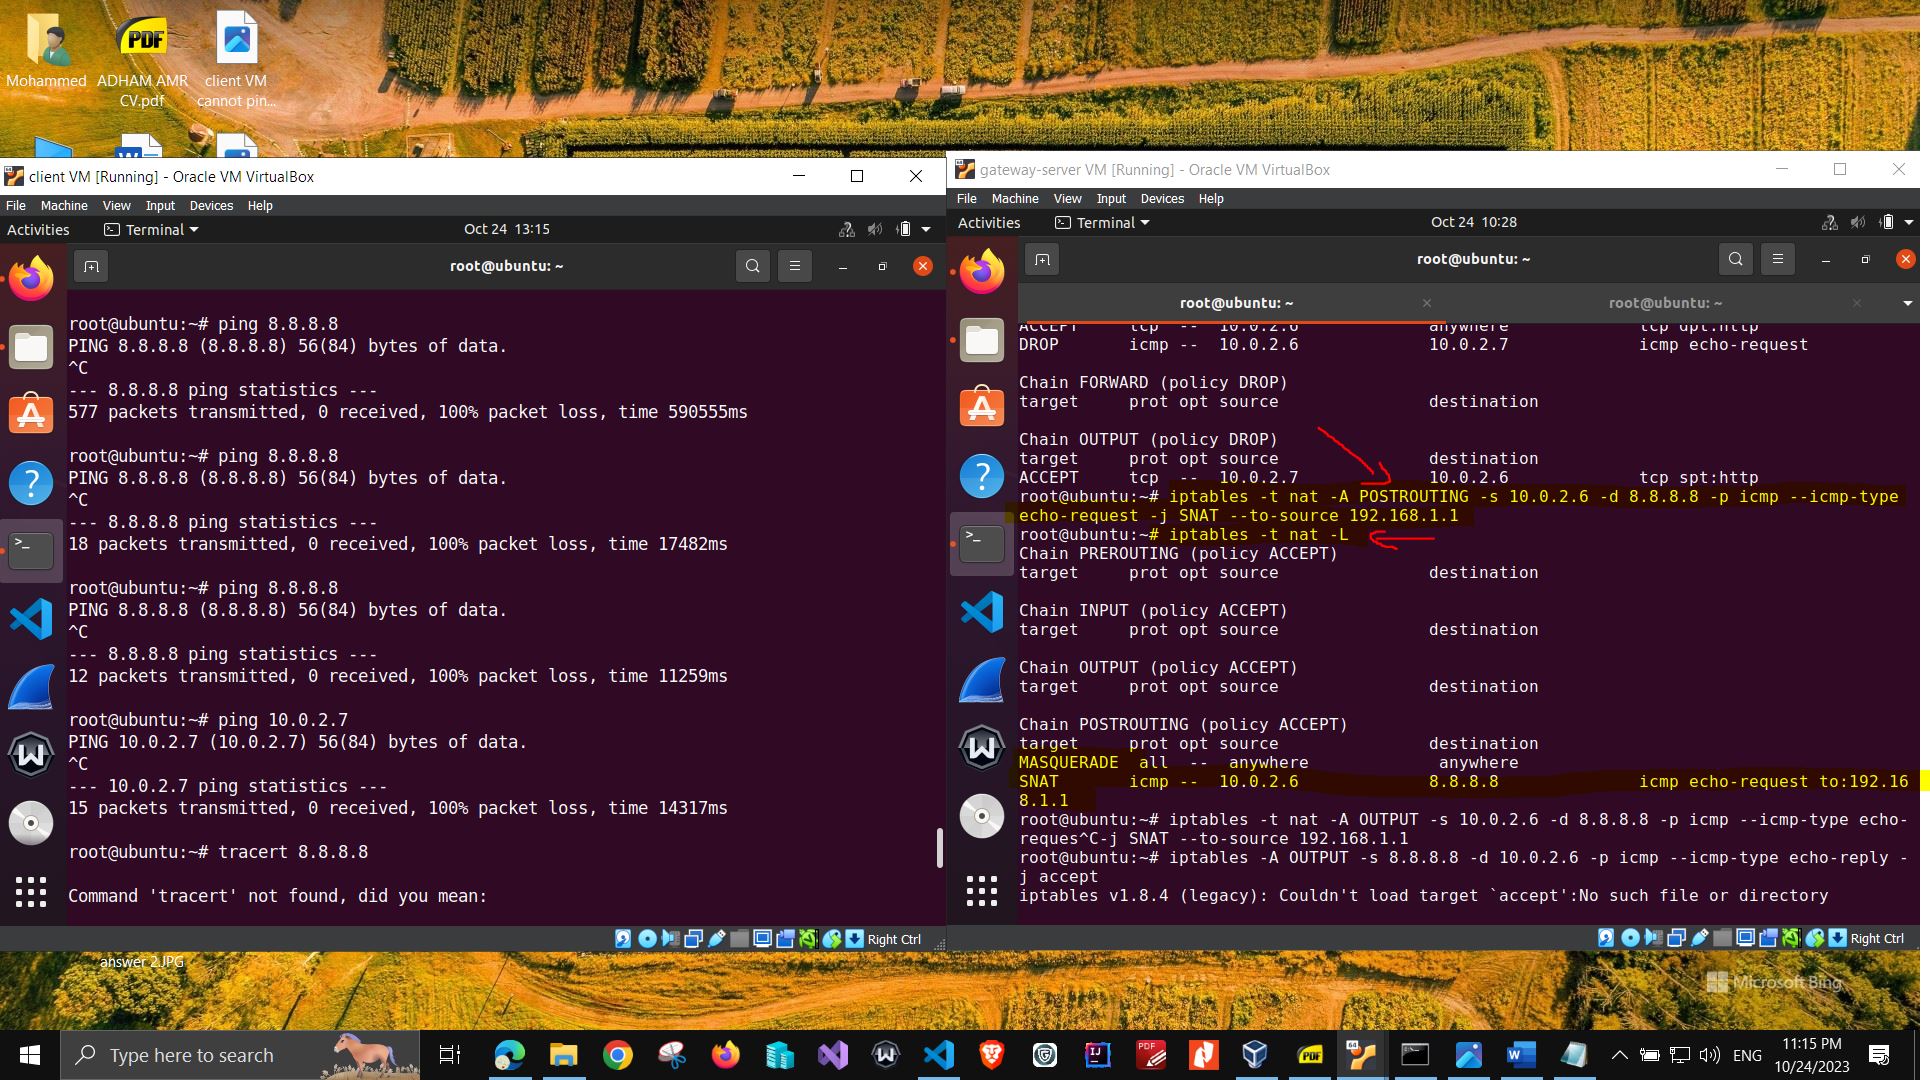 PDF
Mohammed
ADHAM AMR
CV.pdf
client VM
cannot pin...
client VM [Running] - Oracle VM VirtualBox
File Machine View Input Devices Help
Activities Terminal Oct 24 13:15
root@ubuntu: ~
root@ubuntu:~# ping 8.8.8.8
PING 8.8.8.8 (8.8.8.8) 56(84) bytes of data.
^C
--- 8.8.8.8 ping statistics ---
577 packets transmitted, 0 received, 100% packet loss, time 590555ms
root@ubuntu:~# ping 8.8.8.8
PING 8.8.8.8 (8.8.8.8) 56(84) bytes of data.
^C
--- 8.8.8.8 ping statistics ---
18 packets transmitted, 0 received, 100% packet loss, time 17482ms
root@ubuntu:~# ping 8.8.8.8
PING 8.8.8.8 (8.8.8.8) 56(84) bytes of data.
^C
--- 8.8.8.8 ping statistics ---
12 packets transmitted, 0 received, 100% packet loss, time 11259ms
root@ubuntu:~# ping 10.0.2.7
PING 10.0.2.7 (10.0.2.7) 56(84) bytes of data.
^C
--- 10.0.2.7 ping statistics ---
15 packets transmitted, 0 received, 100% packet loss, time 14317ms
root@ubuntu:~# tracert 8.8.8.8
Command 'tracert' not found, did you mean:
Right Ctrl
gateway-server VM [Running] - Oracle VM VirtualBox
File Machine View Input Devices Help
Activities Terminal Oct 24 10:28
root@ubuntu: ~
root@ubuntu: ~ root@ubuntu: ~
ACCEPT tcp -- 10.0.2.6 anywhere tcp dpt:http
DROP icmp -- 10.0.2.6 10.0.2.7 icmp echo-request
Chain FORWARD (policy DROP)
target prot opt source destination
Chain OUTPUT (policy DROP)
target prot opt source destination
ACCEPT tcp -- 10.0.2.7 10.0.2.6 tcp spt:http
root@ubuntu:~# iptables -t nat -A POSTROUTING -s 10.0.2.6 -d 8.8.8.8 -p icmp --icmp-type
echo-request -j SNAT --to-source 192.168.1.1
root@ubuntu:~# iptables -t nat -L
Chain PREROUTING (policy ACCEPT)
target prot opt source destination
Chain INPUT (policy ACCEPT)
target prot opt source destination
Chain OUTPUT (policy ACCEPT)
target prot opt source destination
Chain POSTROUTING (policy ACCEPT)
target prot opt source destination
MASQUERADE all -- anywhere anywhere
SNAT icmp -- 10.0.2.6 8.8.8.8 icmp echo-request to:192.16
8.1.1
root@ubuntu:~# iptables -t nat -A OUTPUT -s 10.0.2.6 -d 8.8.8.8 -p icmp --icmp-type echo-
reques^C-j SNAT --to-source 192.168.1.1
root@ubuntu:~# iptables -A OUTPUT -s 8.8.8.8 -d 10.0.2.6 -p icmp --icmp-type echo-reply -
j accept
iptables v1.8.4 (legacy): Couldn't load target `accept':No such file or directory
Right Ctrl
answer 2.JPG
Microsoft Bing
Type here to search
ENG
11:15 PM
10/24/2023